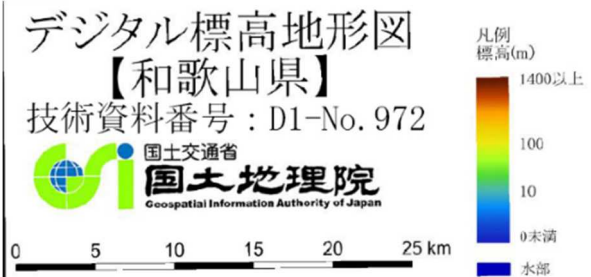 デジタル標高地形図
【和歌山県】
技術資料番号：D1-No.972
国土交通省
国土地理院
Geospatial Information Authority of Japan
0 5 10 15 20 25 km
凡例
標高(m)
1400以上
100
10
0未満
水部